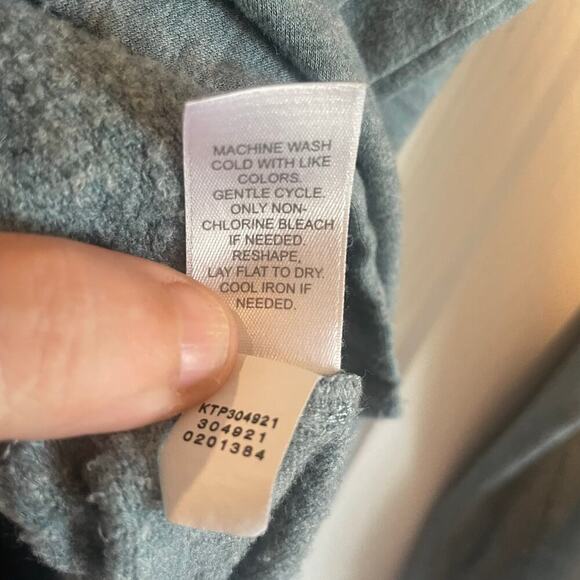 MACHINE WASH
COLD WITH LIKE
COLORS.
GENTLE CYCLE.
ONLY NON-
CHLORINE BLEACH
IF NEEDED.
RESHAPE,
LAY FLAT TO DRY.
COOL IRON IF
NEEDED.
KTP304921
304921
0201384